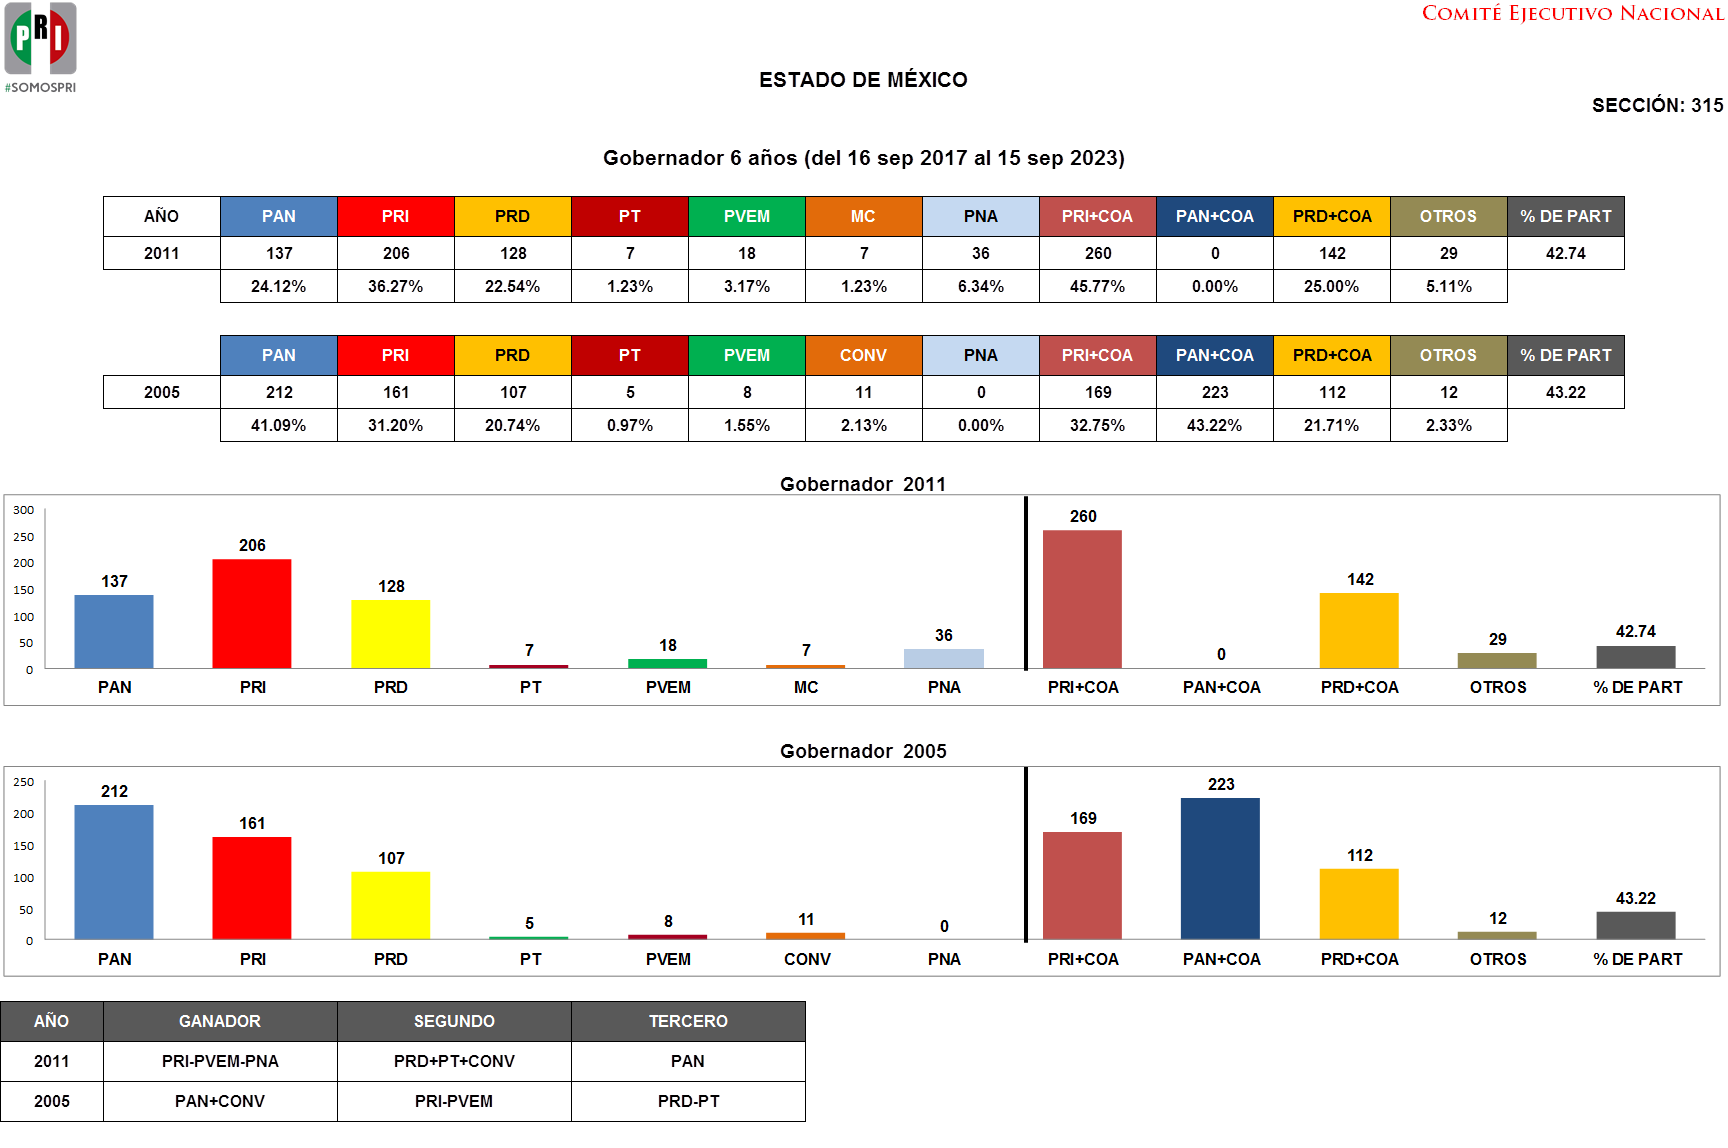 PRI
#SOMOSPRI
COMITÉ EJECUTIVO NACIONAL
ESTADO DE MÉXICO
SECCIÓN: 315
Gobernador 6 años (del 16 sep 2017 al 15 sep 2023)
AÑO PAN PRI PRD PT PVEM MC PNA PRI+COA PAN+COA PRD+COA OTROS % DE PART
2011 137 206 128 7 18 7 36 260 0 142 29 42.74
24.12% 36.27% 22.54% 1.23% 3.17% 1.23% 6.34% 45.77% 0.00% 25.00% 5.11%
PAN PRI PRD PT PVEM CONV PNA PRI+COA PAN+COA PRD+COA OTROS % DE PART
2005 212 161 107 5 8 11 0 169 223 112 12 43.22
41.09% 31.20% 20.74% 0.97% 1.55% 2.13% 0.00% 32.75% 43.22% 21.71% 2.33%
Gobernador 2011
300
250
200
150
100
50
0
137 206 128 7 18 7 36 260 0 142 29 42.74
PAN PRI PRD PT PVEM MC PNA PRI+COA PAN+COA PRD+COA OTROS % DE PART
Gobernador 2005
250
200
150
100
50
0
212 161 107 5 8 11 0 169 223 112 12 43.22
PAN PRI PRD PT PVEM CONV PNA PRI+COA PAN+COA PRD+COA OTROS % DE PART
AÑO GANADOR SEGUNDO TERCERO
2011 PRI-PVEM-PNA PRD+PT+CONV PAN
2005 PAN+CONV PRI-PVEM PRD-PT